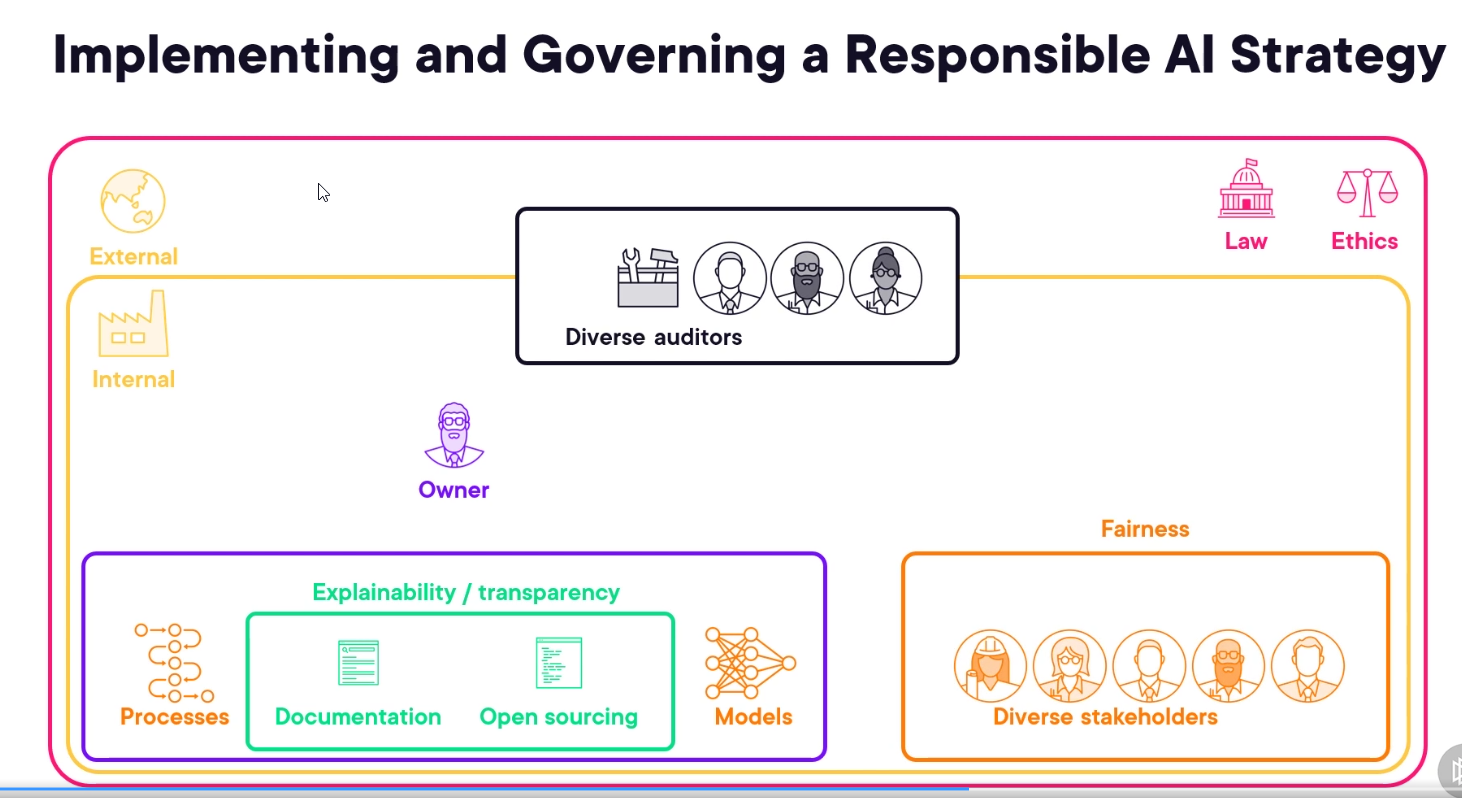 Implementing and Governing a Responsible AI Strategy
External
Law
Ethics
Diverse auditors
Internal
Owner
Fairness
Explainability / transparency
Processes
Documentation
Open sourcing
Models
Diverse stakeholders